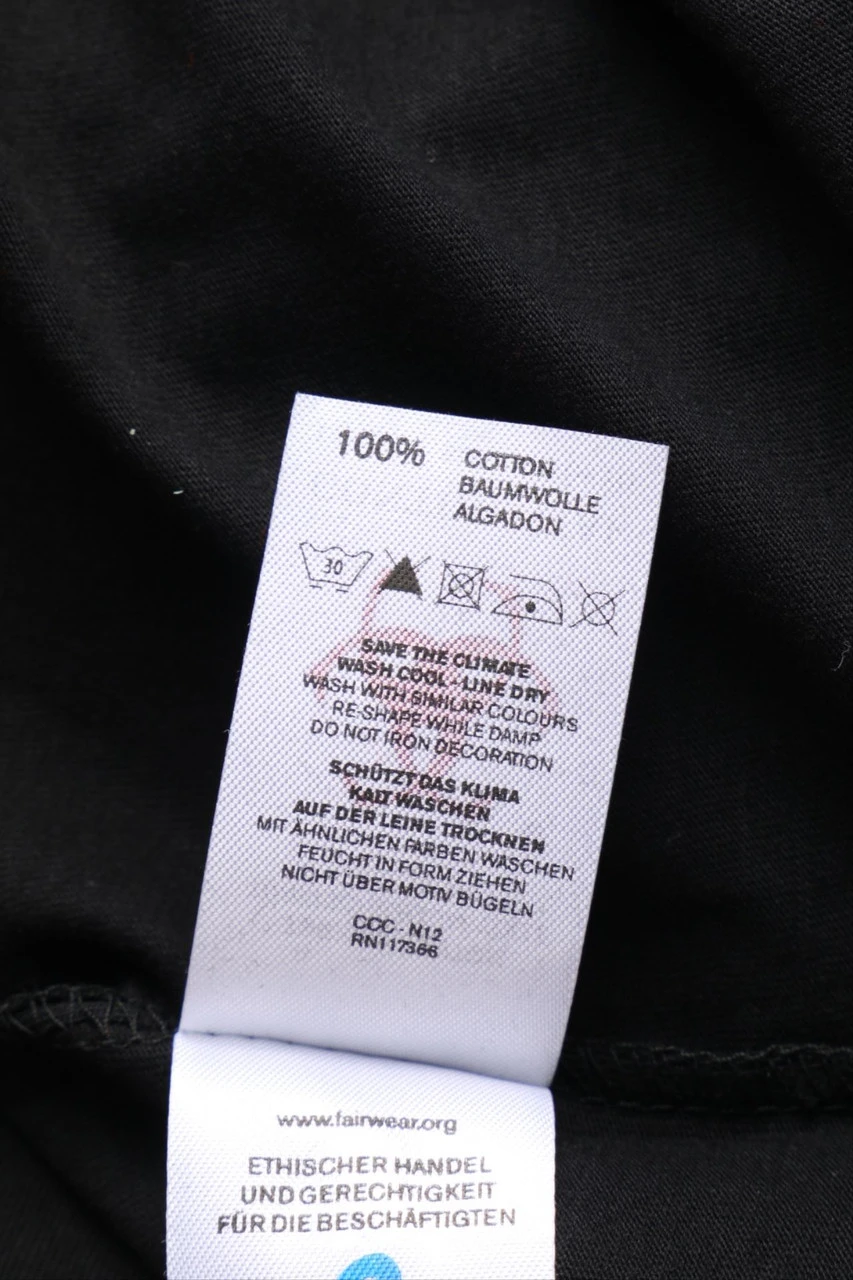 100% COTTON
BAUMWOLLE
ALGADON
30
SAVE THE CLIMATE
WASH COOL - LINE DRY
WASH WITH SIMILAR COLOURS
RE-SHAPE WHILE DAMP
DO NOT IRON DECORATION
SCHÜTZT DAS KLIMA
KALT WASCHEN
AUF DER LEINE TROCKNEN
MIT ÄHNLICHEN FARBEN WASCHEN
FEUCHT IN FORM ZIEHEN
NICHT ÜBER MOTIV BÜGELN
CCC - N12
RN117366
www.fairwear.org
ETHISCHER HANDEL
UND GERECHTIGKEIT
FÜR DIE BESCHÄFTIGTEN